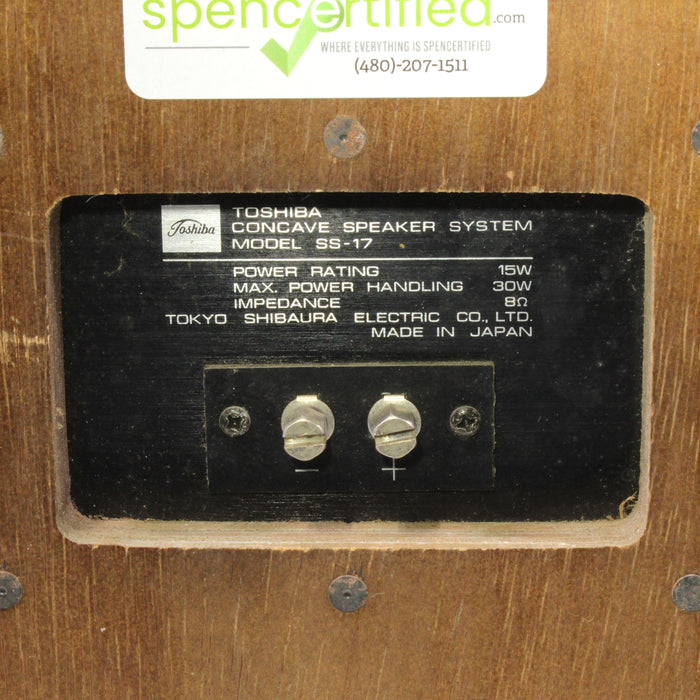 spencertified.com
WHERE EVERYTHING IS SPENCERTIFIED
(480)-207-1511
Toshiba
TOSHIBA
CONCAVE SPEAKER SYSTEM
MODEL SS-17
POWER RATING 15W
MAX. POWER HANDLING 30W
IMPEDANCE 8Ω
TOKYO SHIBAURA ELECTRIC CO., LTD.
MADE IN JAPAN
− +